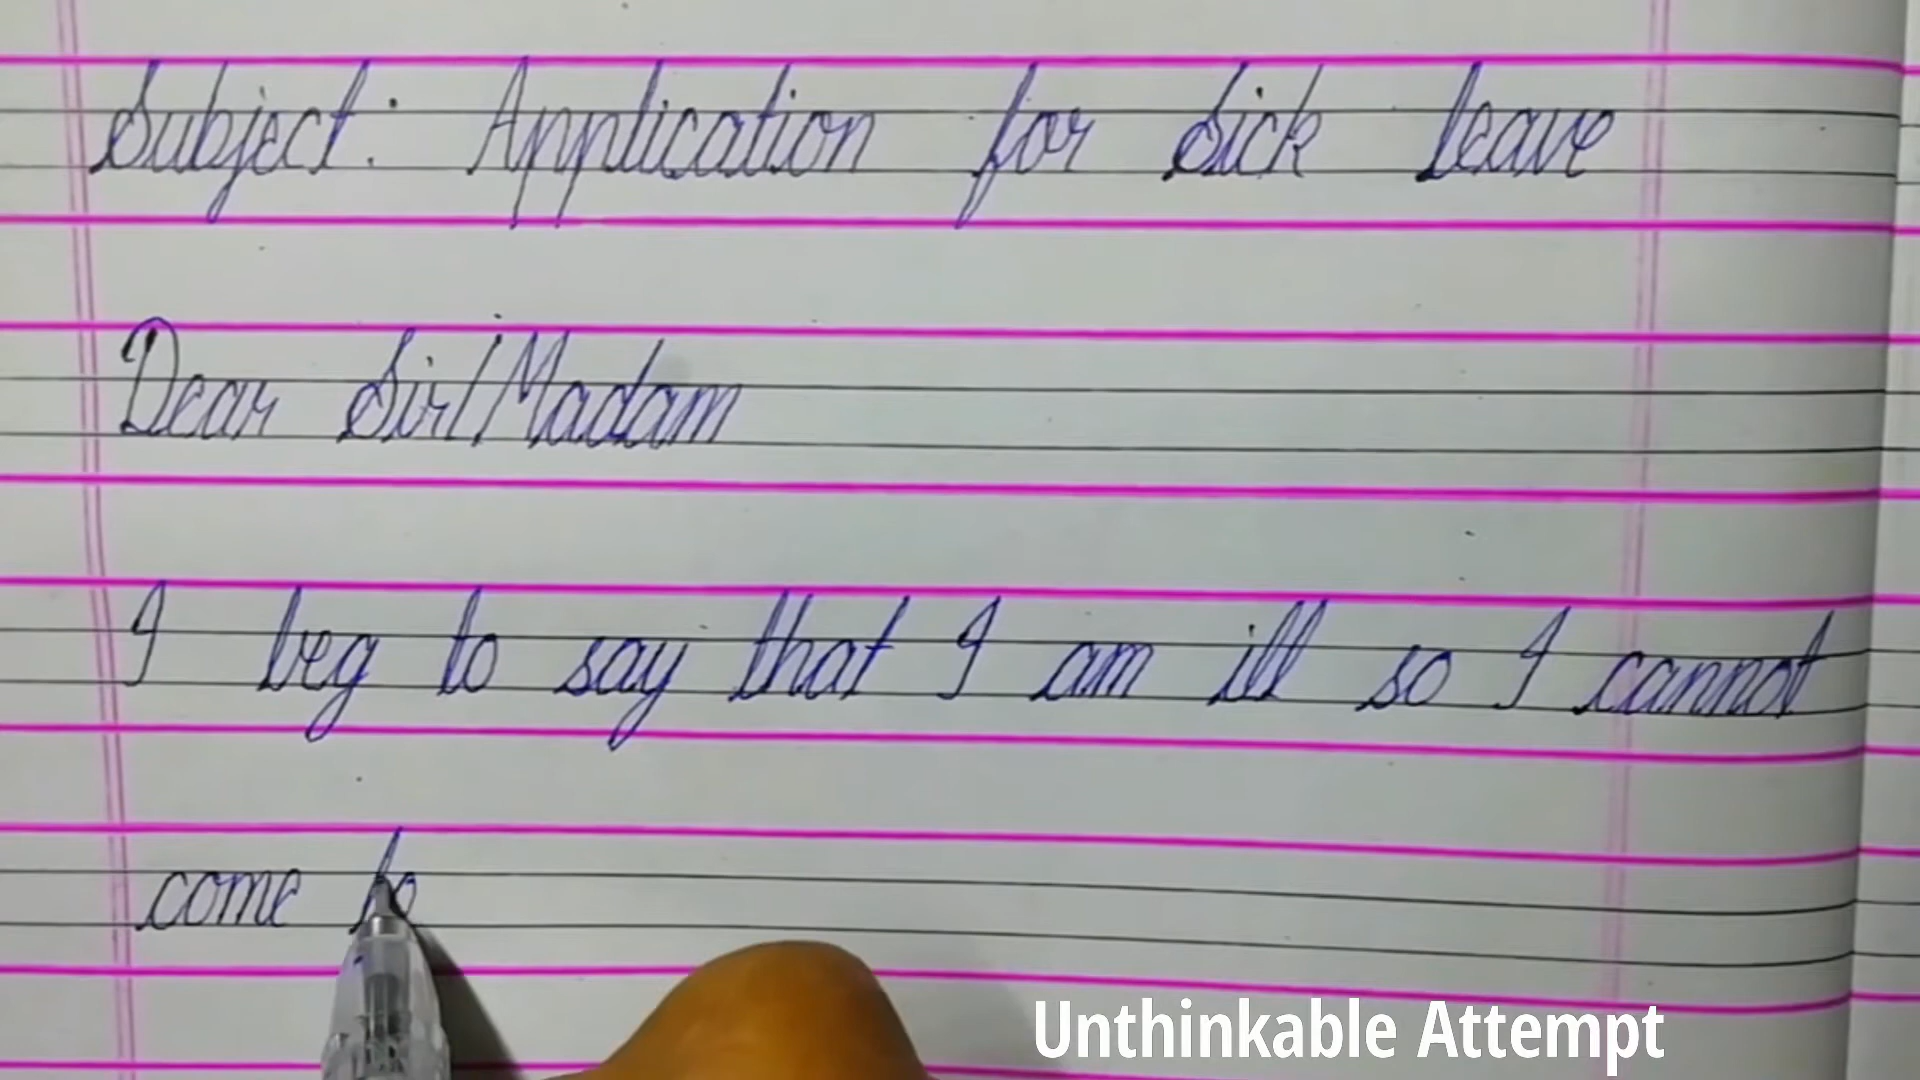 Subject: Application for Sick leave
Dear Sir/Madam
I beg to say that I am ill so I cannot
come to
Unthinkable Attempt